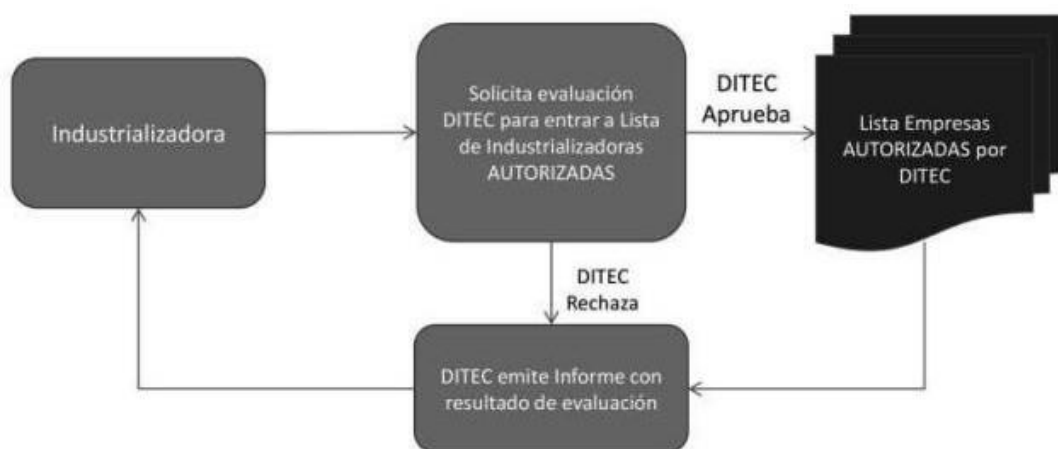 Industrializadora
Solicita evaluación
DITEC para entrar a Lista
de Industrializadoras
AUTORIZADAS
DITEC
Aprueba
Lista Empresas
AUTORIZADAS por
DITEC
DITEC
Rechaza
DITEC emite Informe con
resultado de evaluación